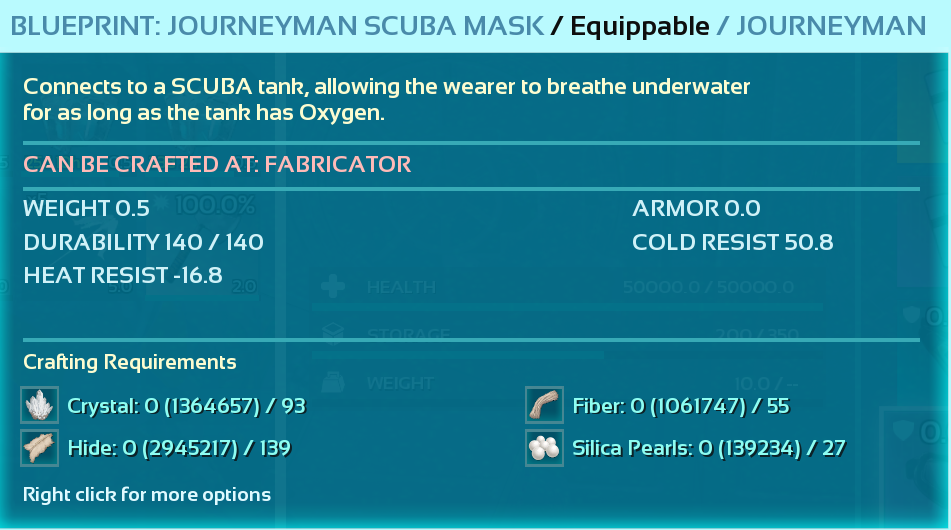 BLUEPRINT: JOURNEYMAN SCUBA MASK / Equippable / JOURNEYMAN
Connects to a SCUBA tank, allowing the wearer to breathe underwater
for as long as the tank has Oxygen.
CAN BE CRAFTED AT: FABRICATOR
WEIGHT 0.5
ARMOR 0.0
100.0%
DURABILITY 140 / 140
COLD RESIST 50.8
HEAT RESIST -16.8
2.0
HEALTH 50000.0 / 50000.0
STORAGE 200 / 350
WEIGHT 10.0 / --
Crafting Requirements
Crystal: 0 (1364657) / 93
Fiber: 0 (1061747) / 55
Hide: 0 (2945217) / 139
Silica Pearls: 0 (139234) / 27
Right click for more options